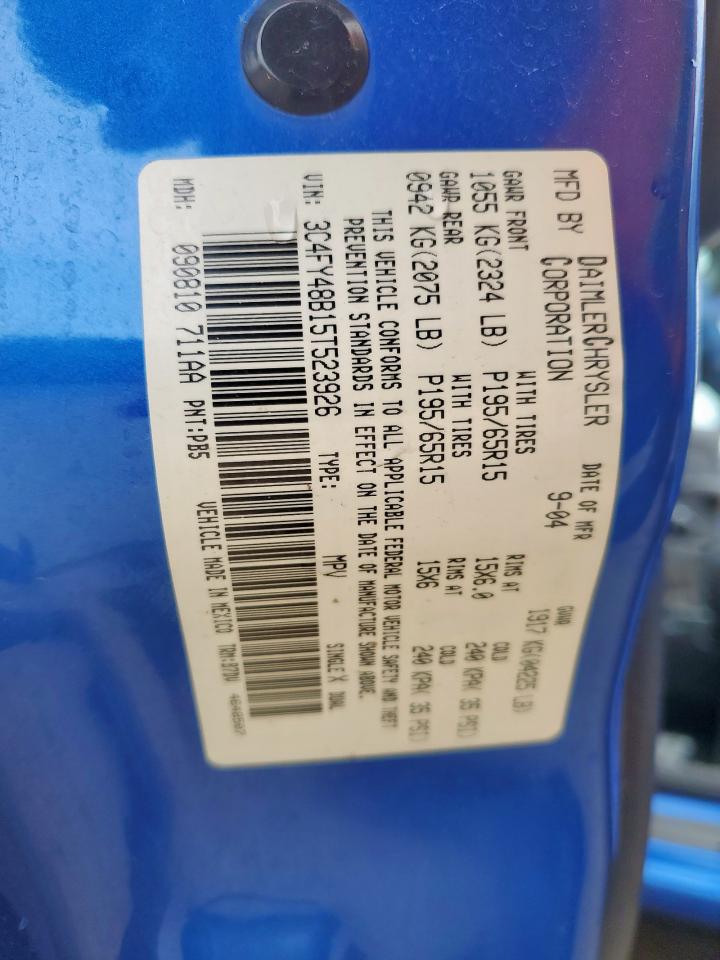 MFD BY DAIMLERCHRYSLER CORPORATION DATE OF MFR 9-04 GVWR 1917 KG(04225 LB)
GAWR FRONT WITH TIRES RIMS AT COLD
1055 KG(2324 LB) P195/65R15 15X6.0 240 KPA( 35 PSI)
GAWR REAR WITH TIRES RIMS AT COLD
0942 KG(2075 LB) P195/65R15 15X6 240 KPA( 35 PSI)
THIS VEHICLE CONFORMS TO ALL APPLICABLE FEDERAL MOTOR VEHICLE SAFETY AND THEFT
PREVENTION STANDARDS IN EFFECT ON THE DATE OF MANUFACTURE SHOWN ABOVE.
VIN: 3C4FY48B15T523926 TYPE: MPV SINGLE X DUAL
MDH: 090810 711AA PNT:PB5 VEHICLE MADE IN MEXICO TRM:B7DV